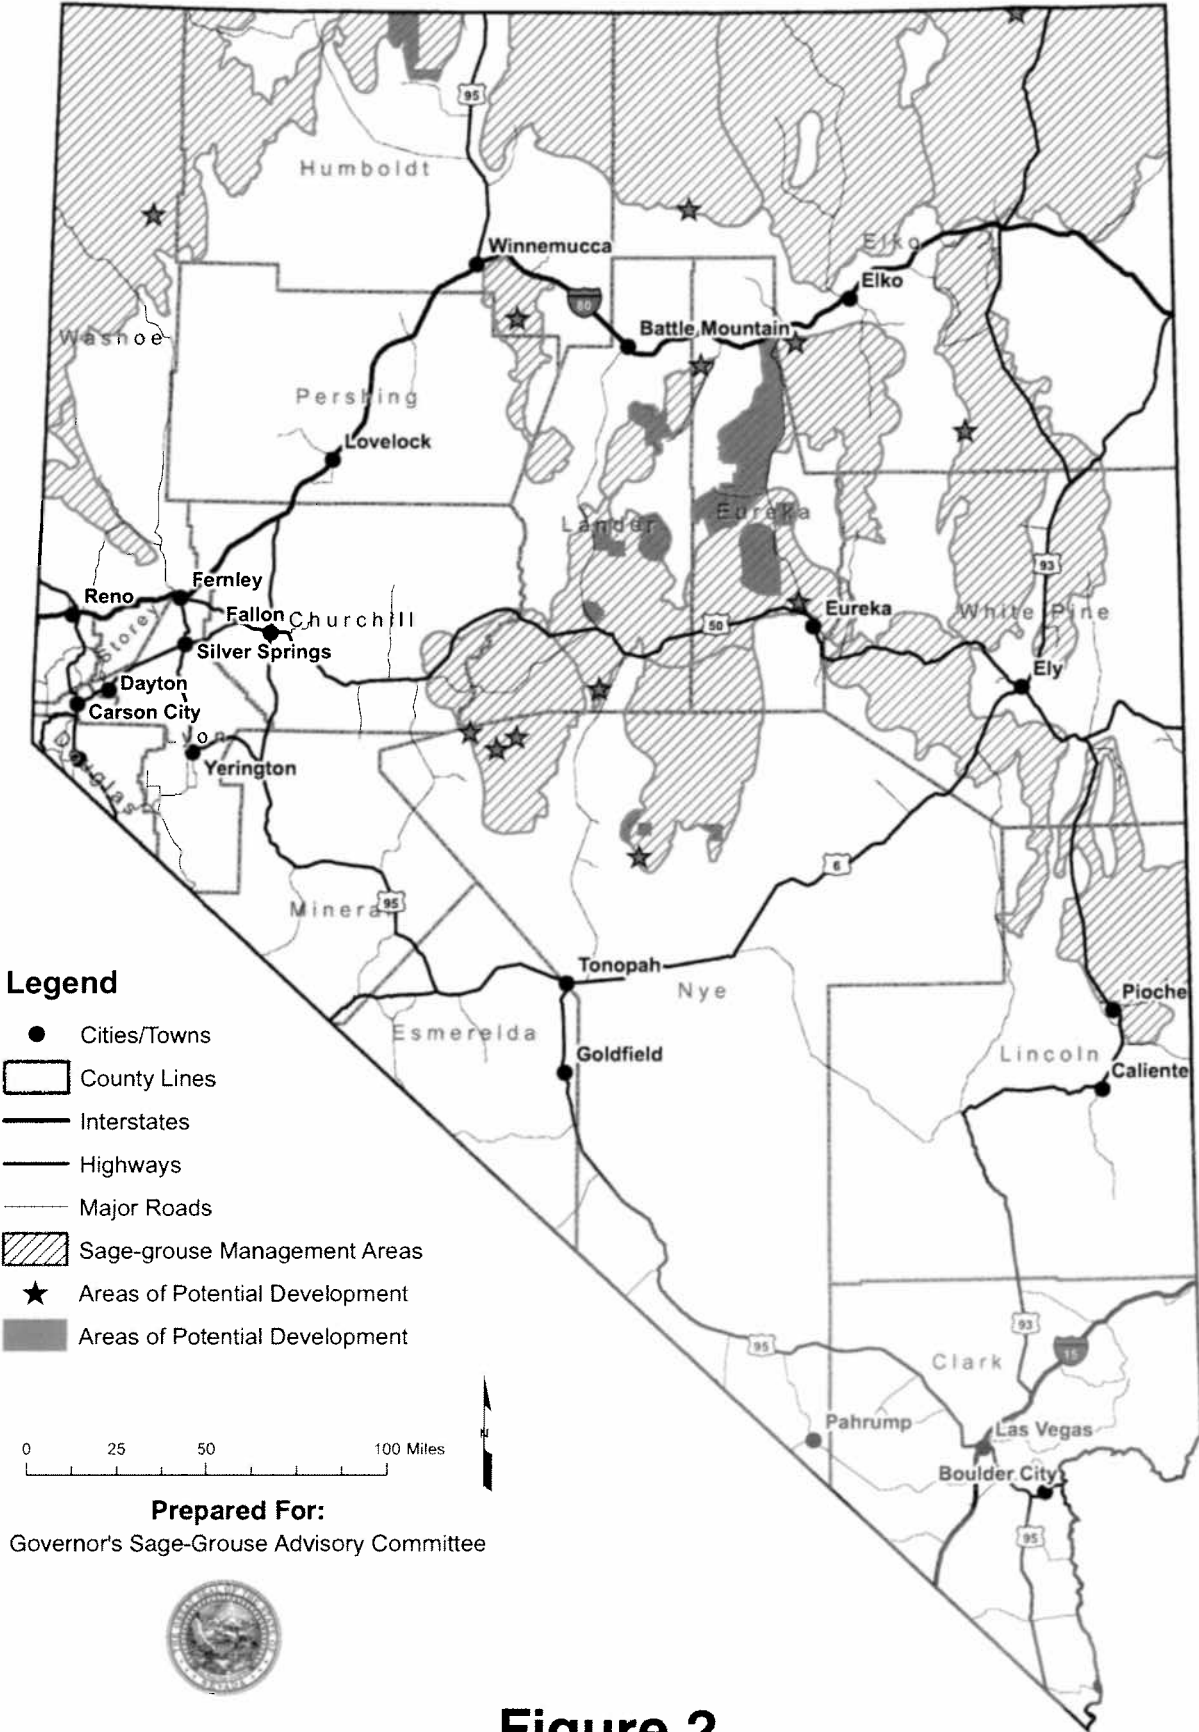 95
Humboldt
Winnemucca
Elko
Elko
80
Battle Mountain
Washoe
Pershing
Lovelock
Lander
Eureka
93
Fernley
Reno
Fallon
Churchill
50
Eureka
White Pine
Storey
Silver Springs
Ely
Dayton
Carson City
Lyon
Douglas
Yerington
6
95
Mineral
Legend
Tonopah
Nye
Pioche
Cities/Towns
Esmerelda
Lincoln
Goldfield
Caliente
County Lines
Interstates
Highways
Major Roads
Sage-grouse Management Areas
Areas of Potential Development
Areas of Potential Development
93
95
15
Clark
Pahrump
Las Vegas
N
0 25 50 100 Miles
Boulder City
Prepared For:
95
Governor's Sage-Grouse Advisory Committee
Figure 2